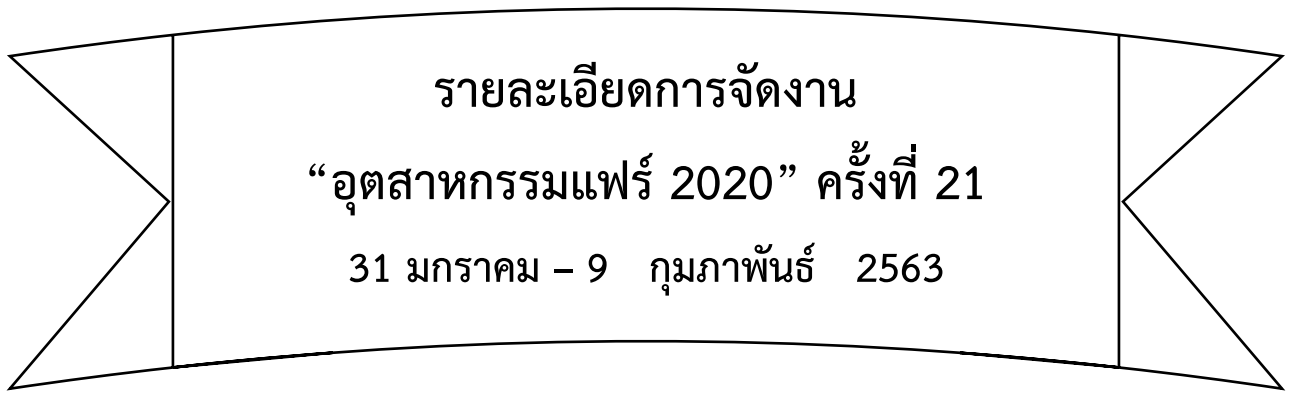 รายละเอียดการจัดงาน
“อุตสาหกรรมแฟร์ 2020” ครั้งที่ 21
31 มกราคม – 9 กุมภาพันธ์ 2563